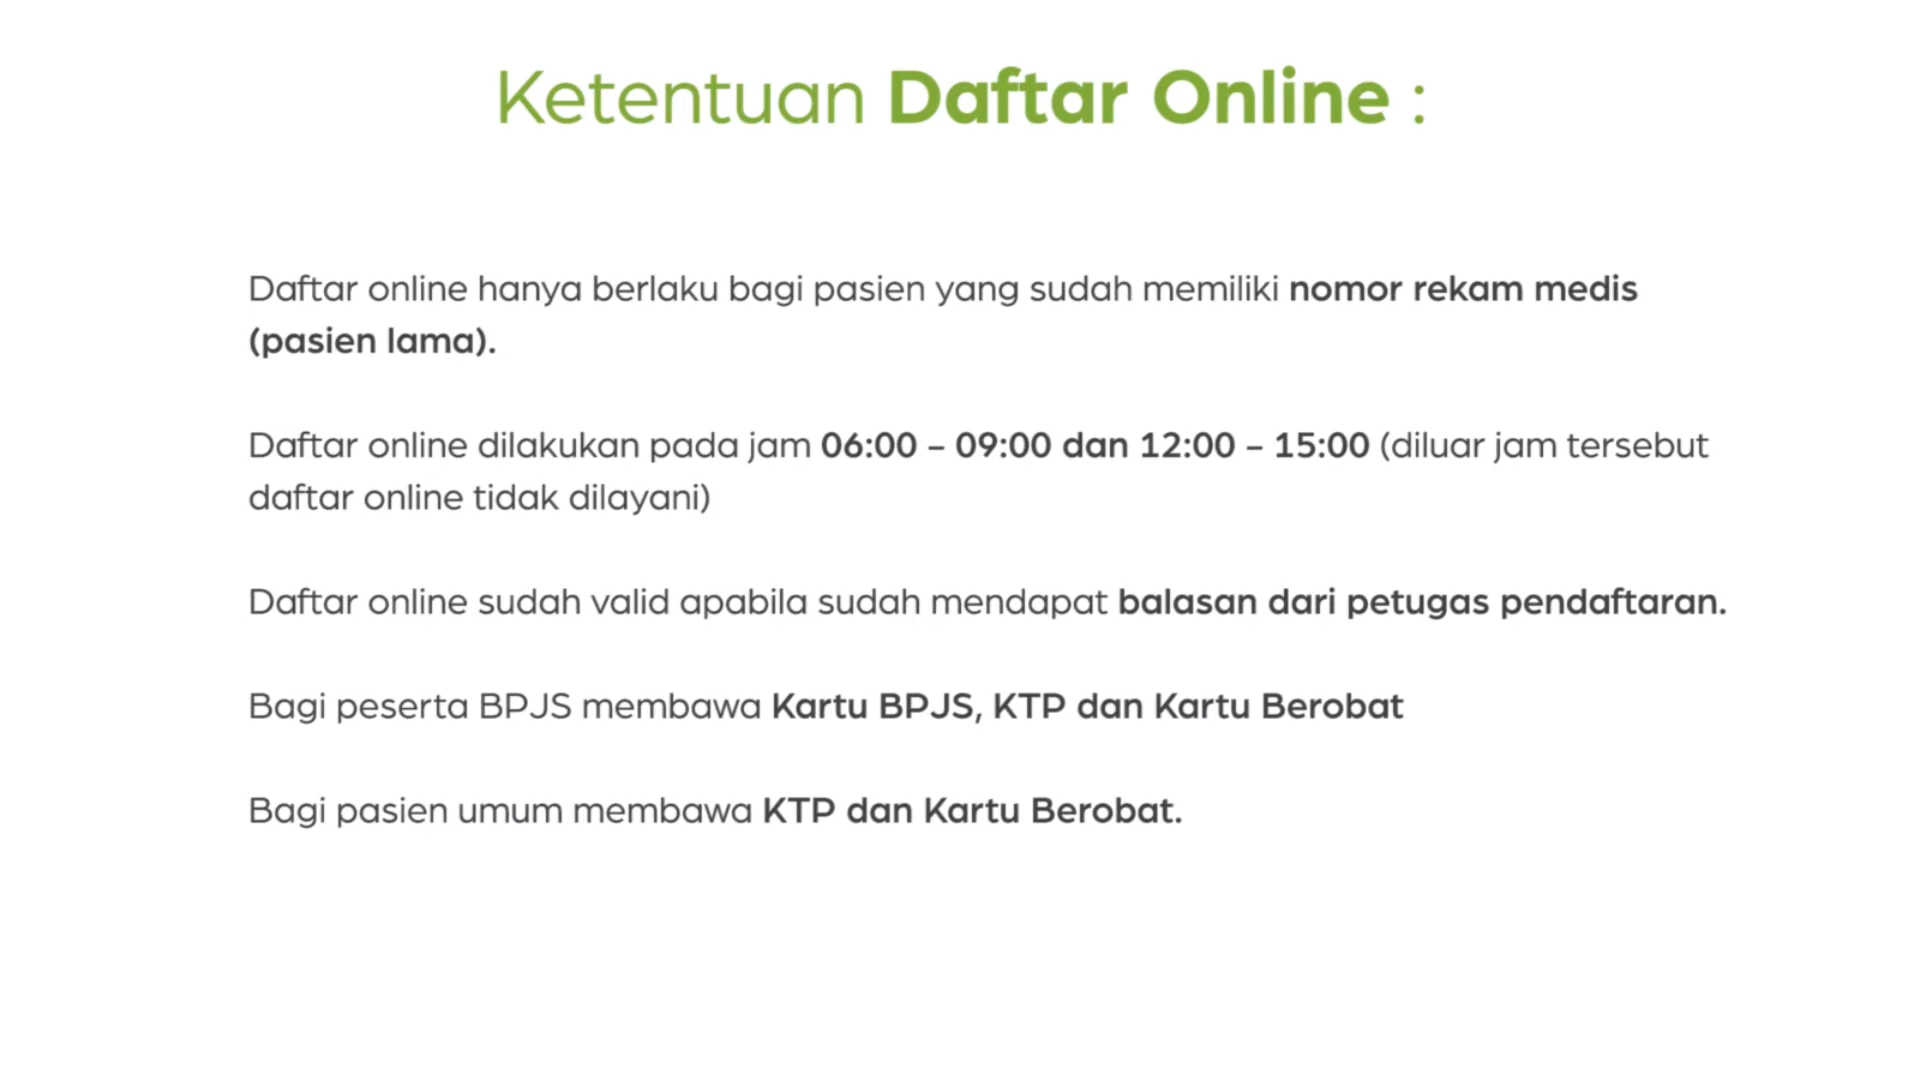 Ketentuan Daftar Online :
Daftar online hanya berlaku bagi pasien yang sudah memiliki nomor rekam medis
(pasien lama).
Daftar online dilakukan pada jam 06:00 – 09:00 dan 12:00 – 15:00 (diluar jam tersebut
daftar online tidak dilayani)
Daftar online sudah valid apabila sudah mendapat balasan dari petugas pendaftaran.
Bagi peserta BPJS membawa Kartu BPJS, KTP dan Kartu Berobat
Bagi pasien umum membawa KTP dan Kartu Berobat.